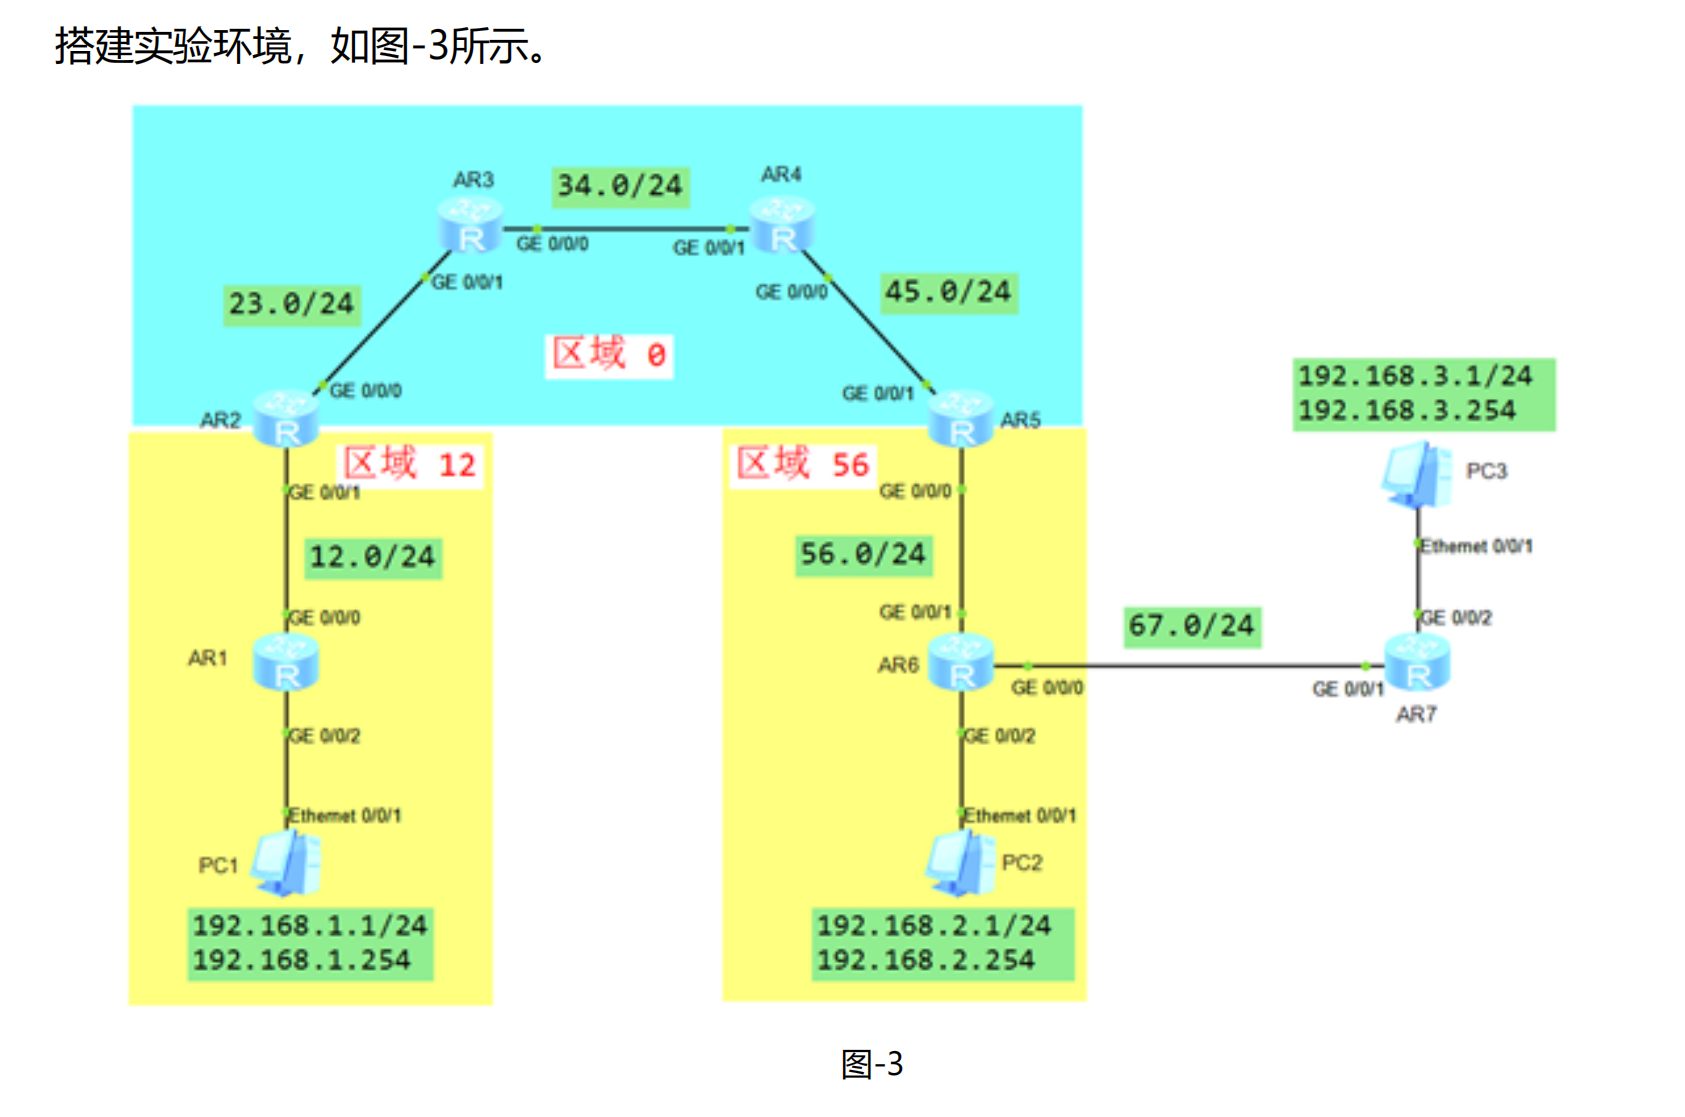 搭建实验环境，如图-3所示。
AR3
34.0/24
AR4
GE 0/0/0
GE 0/0/1
GE 0/0/1
GE 0/0/0
23.0/24
45.0/24
区域 0
GE 0/0/0
GE 0/0/1
AR2
AR5
192.168.3.1/24
192.168.3.254
区域 12
区域 56
PC3
GE 0/0/1
GE 0/0/0
12.0/24
56.0/24
Ethernet 0/0/1
GE 0/0/0
GE 0/0/1
67.0/24
GE 0/0/2
AR1
AR6
GE 0/0/0
GE 0/0/1
AR7
GE 0/0/2
GE 0/0/2
Ethernet 0/0/1
Ethernet 0/0/1
PC1
PC2
192.168.1.1/24
192.168.1.254
192.168.2.1/24
192.168.2.254
图-3